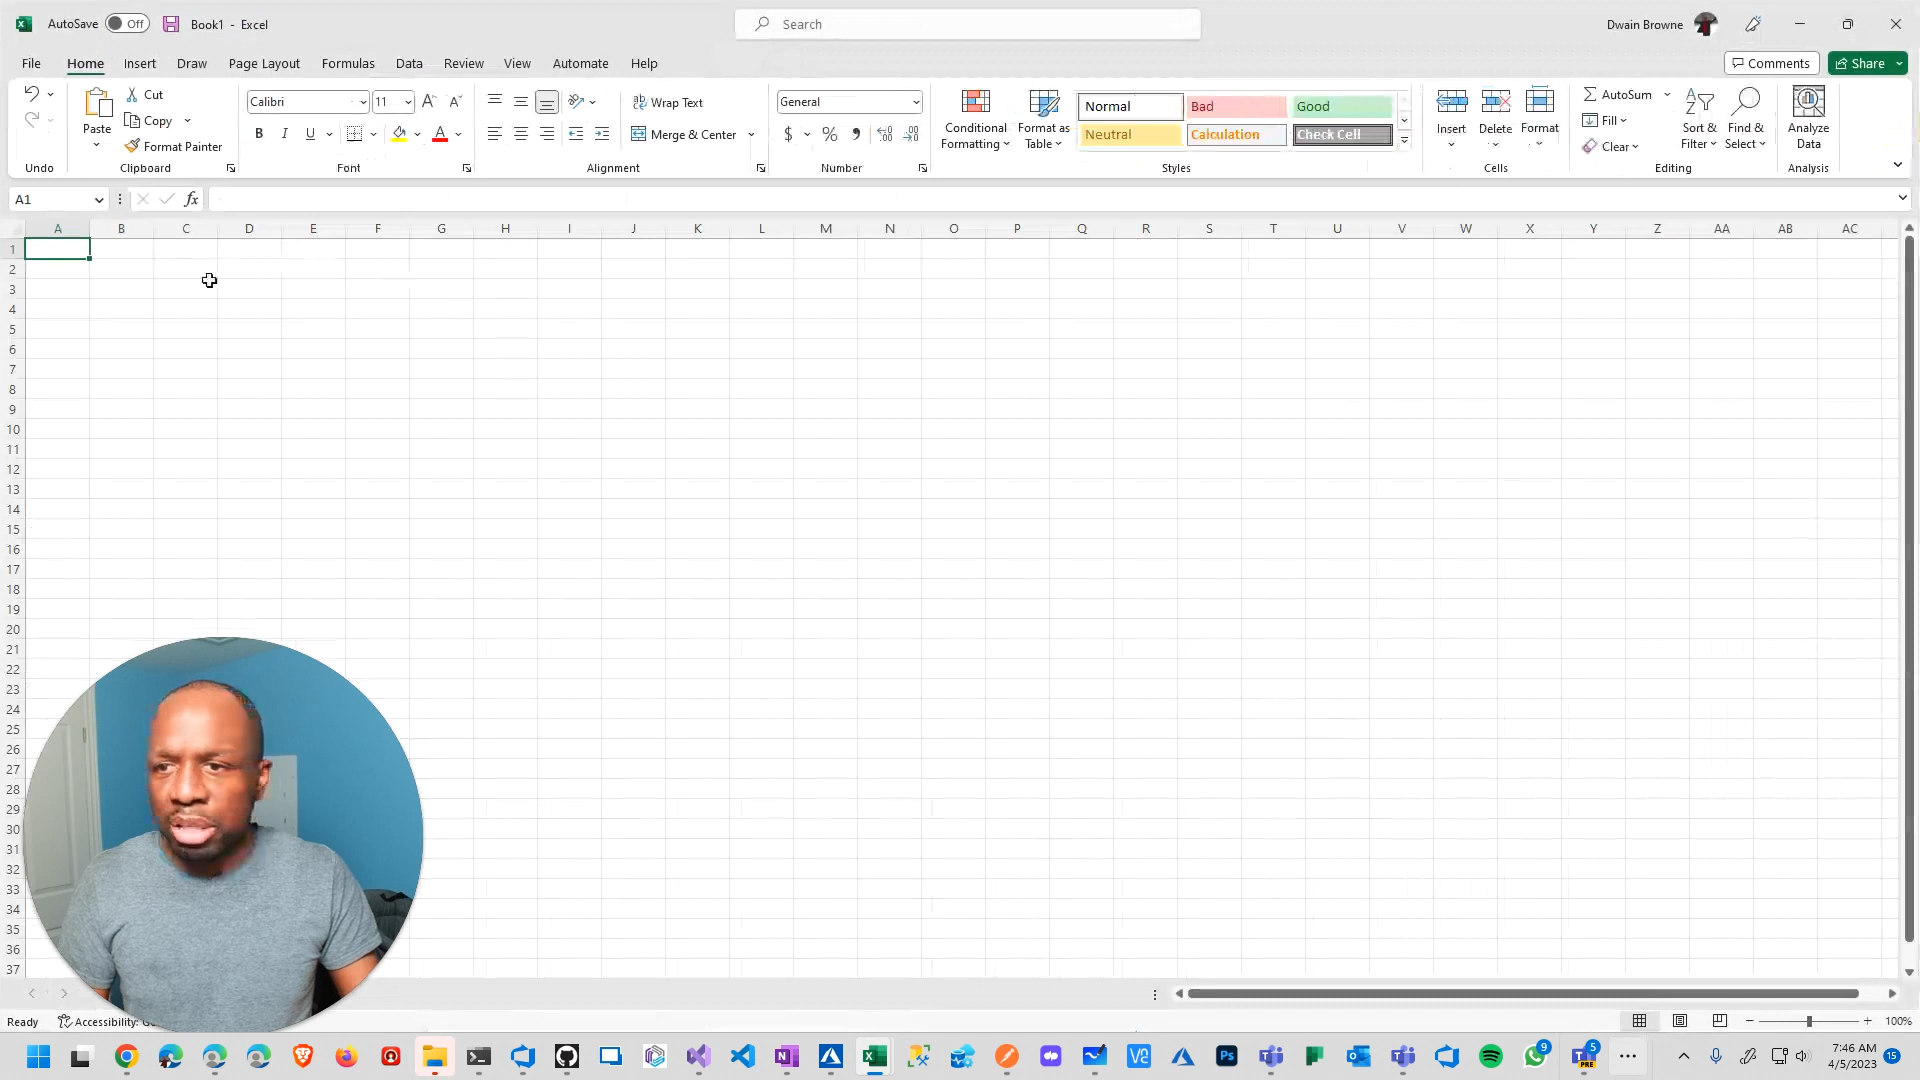 AutoSave Off Book1 - Excel Search Dwain Browne
File Home Insert Draw Page Layout Formulas Data Review View Automate Help Comments Share
Undo
Paste
Cut
Copy
Format Painter
Clipboard
Calibri 11
B I U A
Font
Wrap Text
Merge & Center
Alignment
General
$ % 9
Number
Conditional Formatting
Format as Table
Normal Bad Good
Neutral Calculation Check Cell
Styles
Insert Delete Format
Cells
AutoSum
Fill
Clear
Sort & Filter
Find & Select
Editing
Analyze Data
Analysis
A1 fx
A B C D E F G H I J K L M N O P Q R S T U V W X Y Z AA AB AC
1
2
3
4
5
6
7
8
9
10
11
12
13
14
15
16
17
18
19
20
21
22
23
24
25
26
27
28
29
30
31
32
33
34
35
36
37
Ready Accessibility: 100%
9 5 PRE 7:46 AM
4/5/2023 15